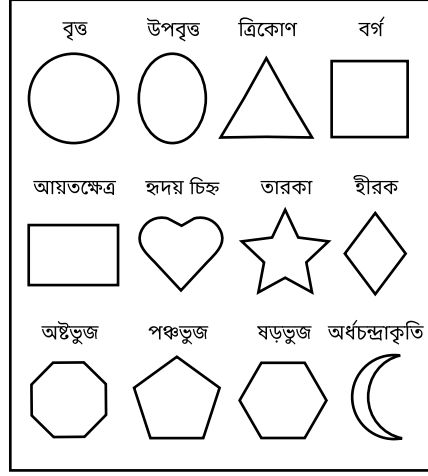 বৃত্ত উপবৃত্ত ত্রিকোণ বর্গ
আয়তক্ষেত্র হৃদয় চিহ্ন তারকা হীরক
অষ্টভুজ পঞ্চভুজ ষড়ভুজ অর্ধচন্দ্রাকৃতি